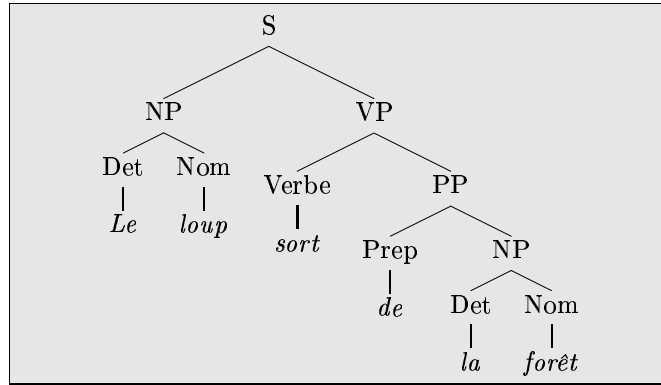 S
NP VP
Det Nom
Verbe PP
Le loup
sort
Prep NP
de
Det Nom
la forêt